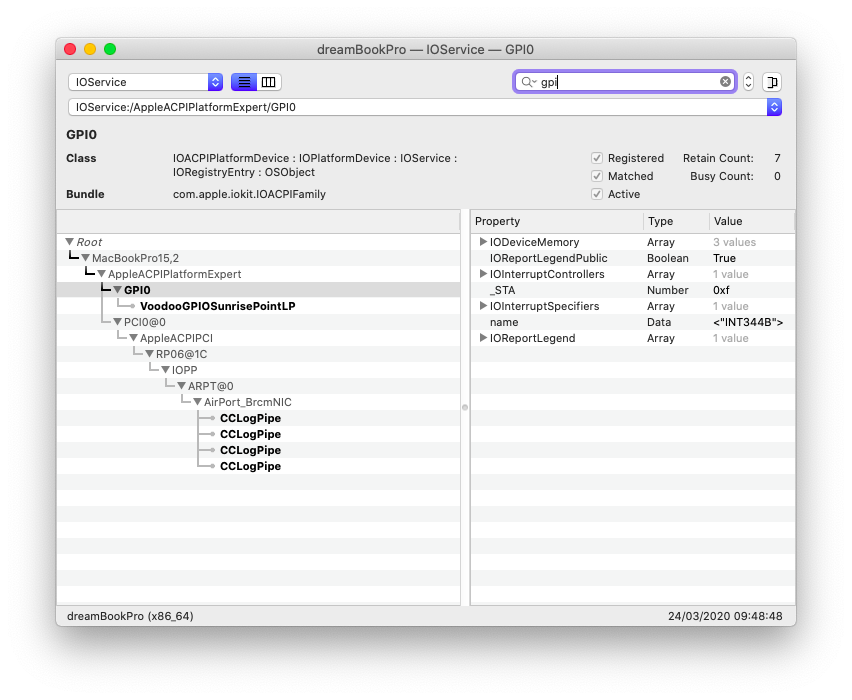 dreamBookPro — IOService — GPI0
IOService
gpi
IOService:/AppleACPIPlatformExpert/GPI0
GPI0
Class IOACPIPlatformDevice : IOPlatformDevice : IOService :
IORegistryEntry : OSObject
Bundle com.apple.iokit.IOACPIFamily
Registered Retain Count: 7
Matched Busy Count: 0
Active
Root
MacBookPro15,2
AppleACPIPlatformExpert
GPI0
VoodooGPIOSunrisePointLP
PCI0@0
AppleACPIPCI
RP06@1C
IOPP
ARPT@0
AirPort_BrcmNIC
CCLogPipe
CCLogPipe
CCLogPipe
CCLogPipe
Property Type Value
IODeviceMemory Array 3 values
IOReportLegendPublic Boolean True
IOInterruptControllers Array 1 value
_STA Number 0xf
IOInterruptSpecifiers Array 1 value
name Data <"INT344B">
IOReportLegend Array 1 value
dreamBookPro (x86_64) 24/03/2020 09:48:48